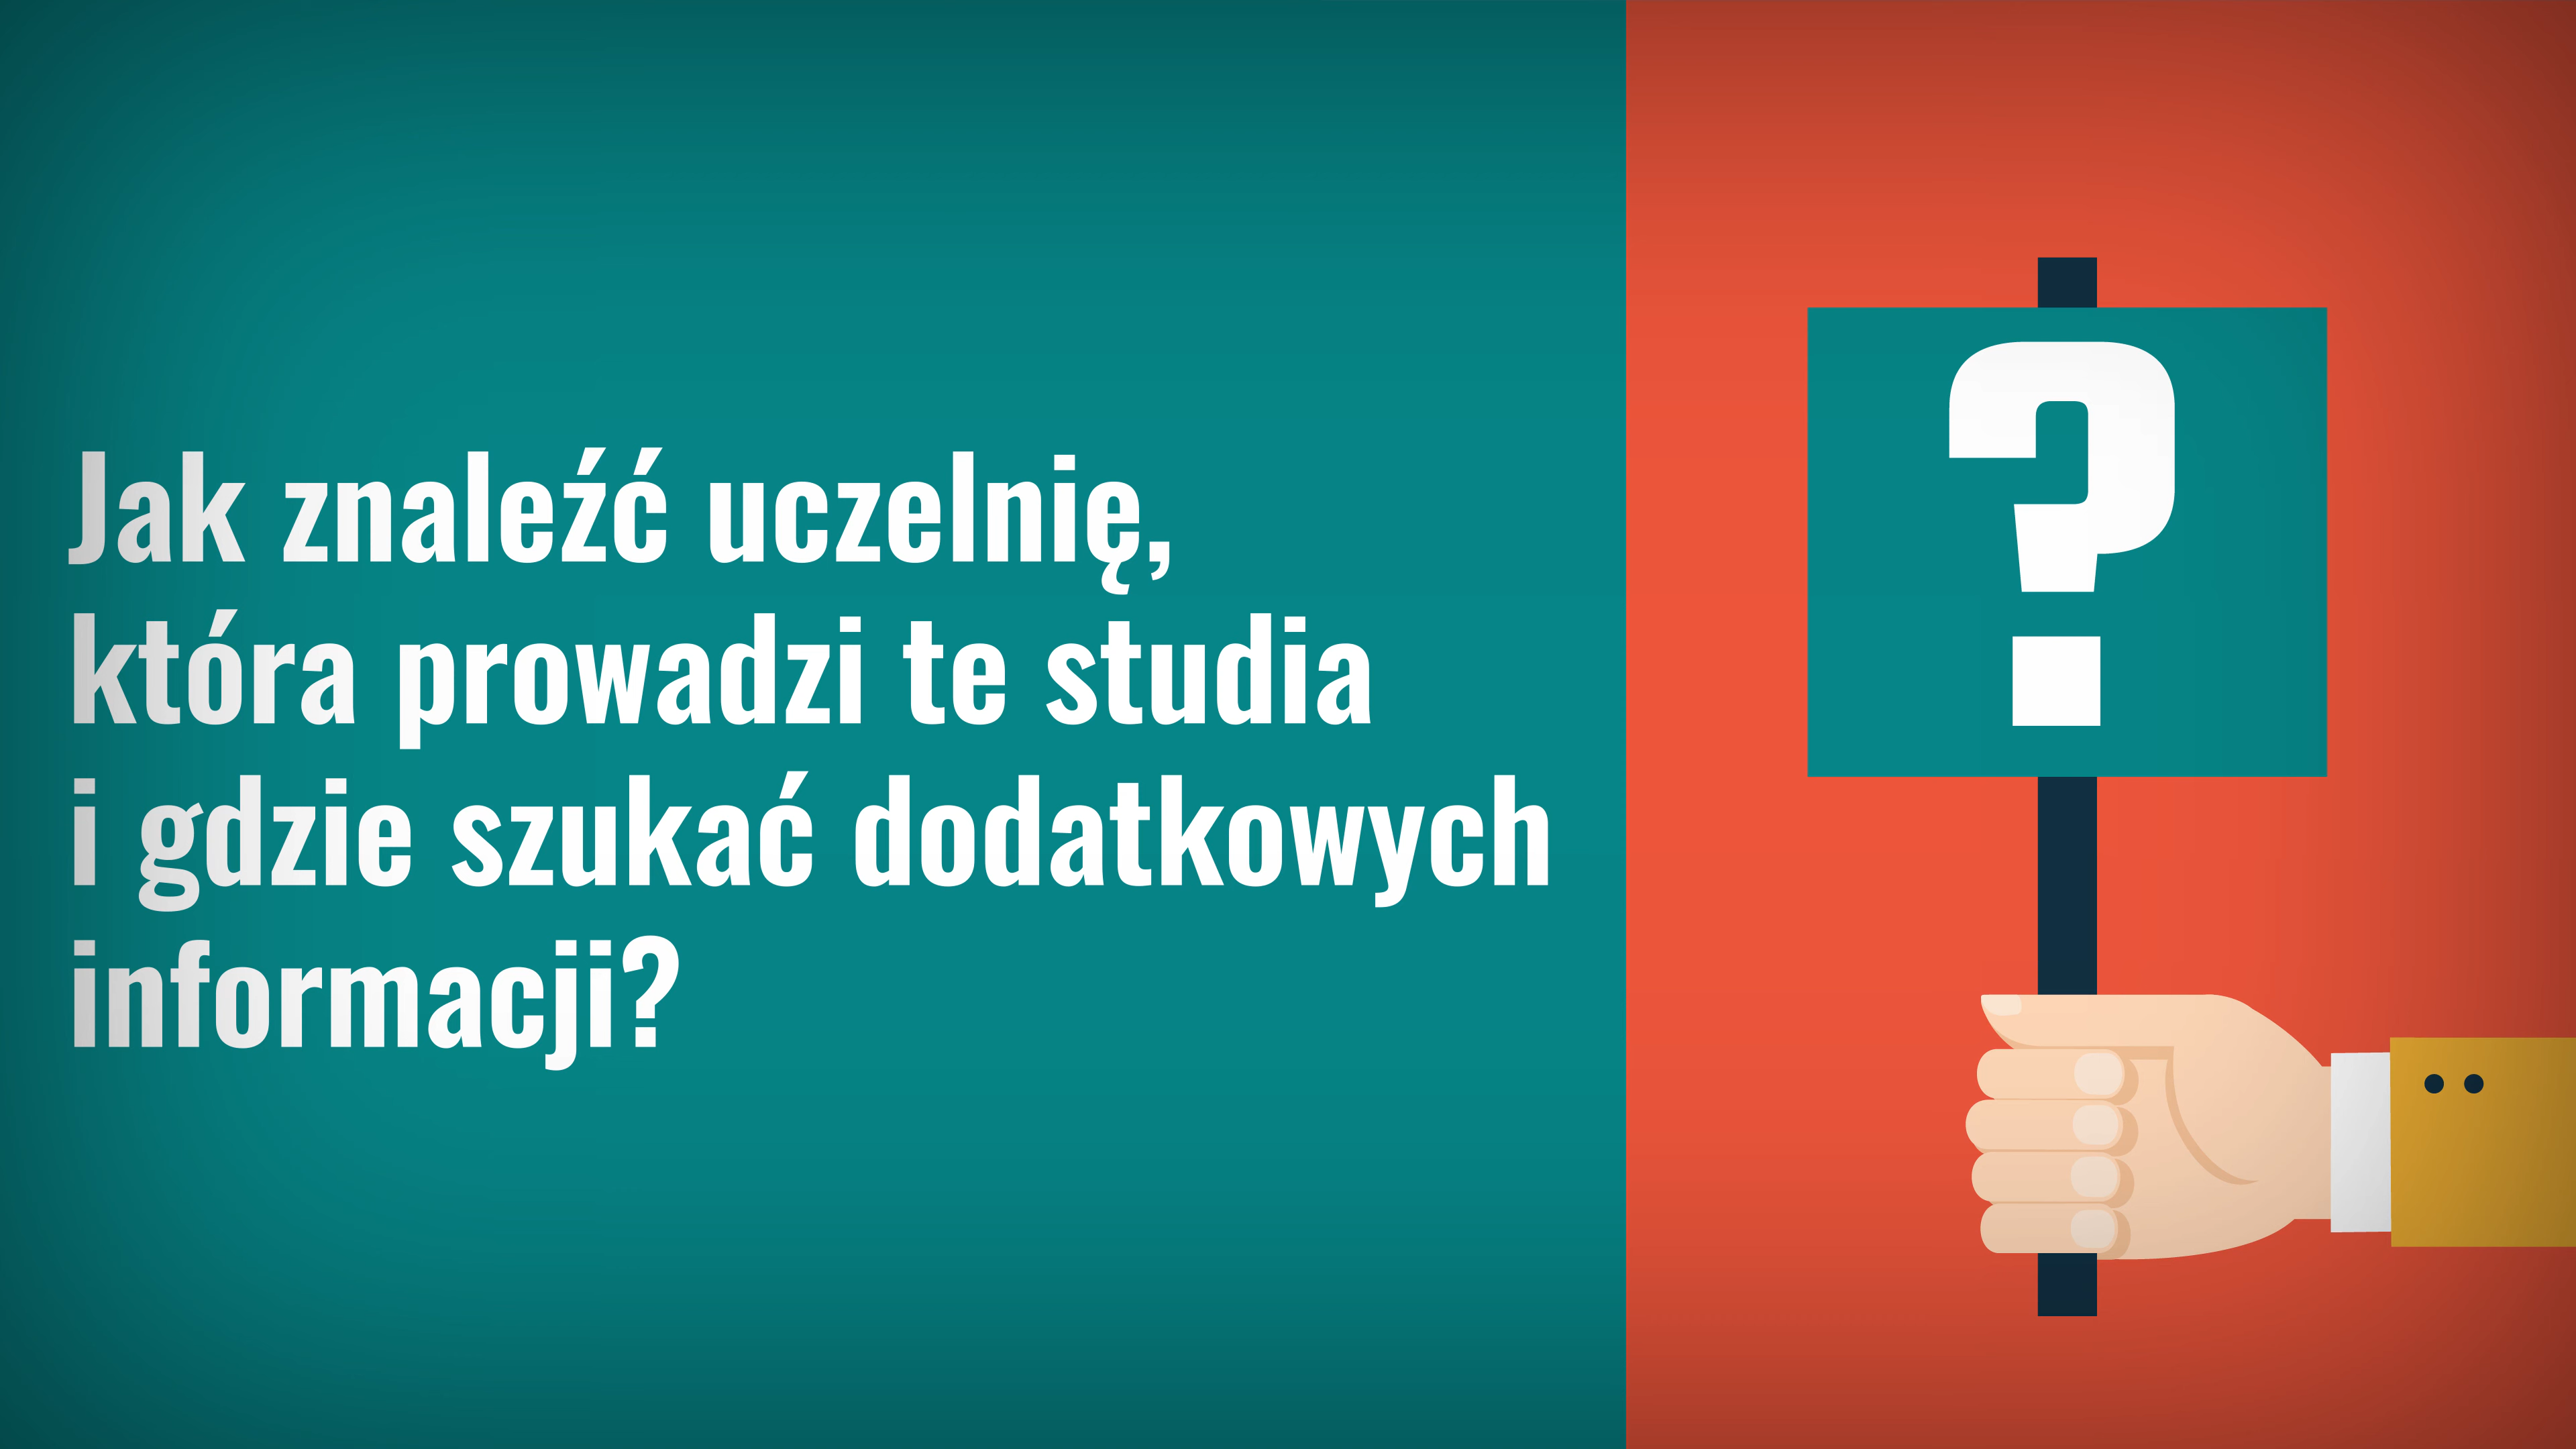 Jak znaleźć uczelnię,
która prowadzi te studia
i gdzie szukać dodatkowych
informacji?
?